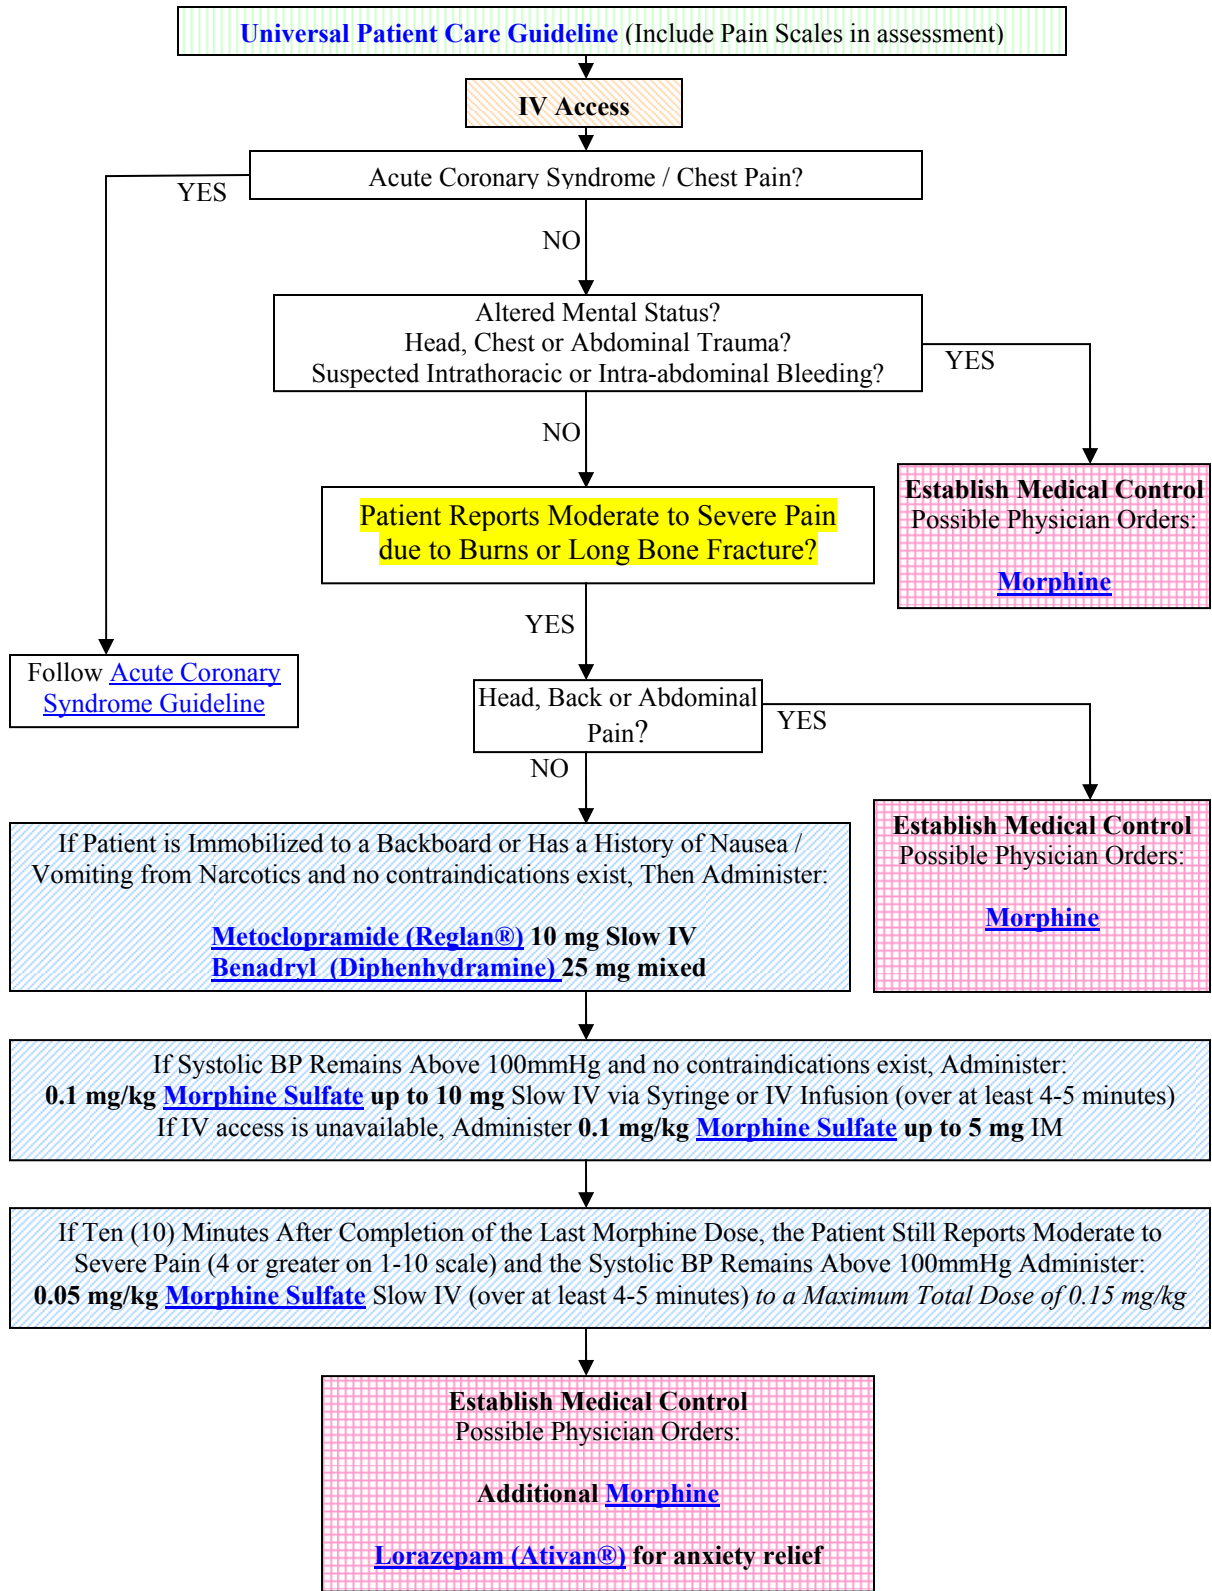 Universal Patient Care Guideline (Include Pain Scales in assessment)
IV Access
Acute Coronary Syndrome / Chest Pain?
YES
NO
Altered Mental Status?
Head, Chest or Abdominal Trauma?
Suspected Intrathoracic or Intra-abdominal Bleeding?
YES
NO
Establish Medical Control
Possible Physician Orders:
Morphine
Patient Reports Moderate to Severe Pain
due to Burns or Long Bone Fracture?
YES
Follow Acute Coronary
Syndrome Guideline
Head, Back or Abdominal
Pain?
YES
NO
Establish Medical Control
Possible Physician Orders:
Morphine
If Patient is Immobilized to a Backboard or Has a History of Nausea /
Vomiting from Narcotics and no contraindications exist, Then Administer:
Metoclopramide (Reglan®) 10 mg Slow IV
Benadryl (Diphenhydramine) 25 mg mixed
If Systolic BP Remains Above 100mmHg and no contraindications exist, Administer:
0.1 mg/kg Morphine Sulfate up to 10 mg Slow IV via Syringe or IV Infusion (over at least 4-5 minutes)
If IV access is unavailable, Administer 0.1 mg/kg Morphine Sulfate up to 5 mg IM
If Ten (10) Minutes After Completion of the Last Morphine Dose, the Patient Still Reports Moderate to
Severe Pain (4 or greater on 1-10 scale) and the Systolic BP Remains Above 100mmHg Administer:
0.05 mg/kg Morphine Sulfate Slow IV (over at least 4-5 minutes) to a Maximum Total Dose of 0.15 mg/kg
Establish Medical Control
Possible Physician Orders:
Additional Morphine
Lorazepam (Ativan®) for anxiety relief